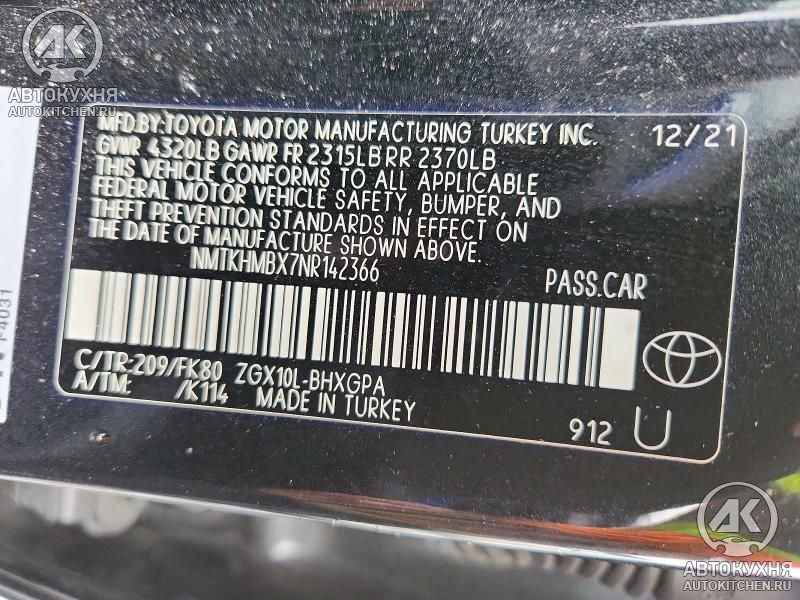 AK
АВТОКУХНЯ
AUTOKITCHEN.RU
MFD.BY:TOYOTA MOTOR MANUFACTURING TURKEY INC. 12/21
GVWR 4320LB GAWR FR 2315LB RR 2370LB
THIS VEHICLE CONFORMS TO ALL APPLICABLE
FEDERAL MOTOR VEHICLE SAFETY, BUMPER, AND
THEFT PREVENTION STANDARDS IN EFFECT ON
THE DATE OF MANUFACTURE SHOWN ABOVE.
NMTKHMBX7NR142366 PASS.CAR
C/TR:209/FK80 ZGX10L-BHXGPA
A/TM: /K114 MADE IN TURKEY
912 U
F4031
AK
АВТОКУХНЯ
AUTOKITCHEN.RU